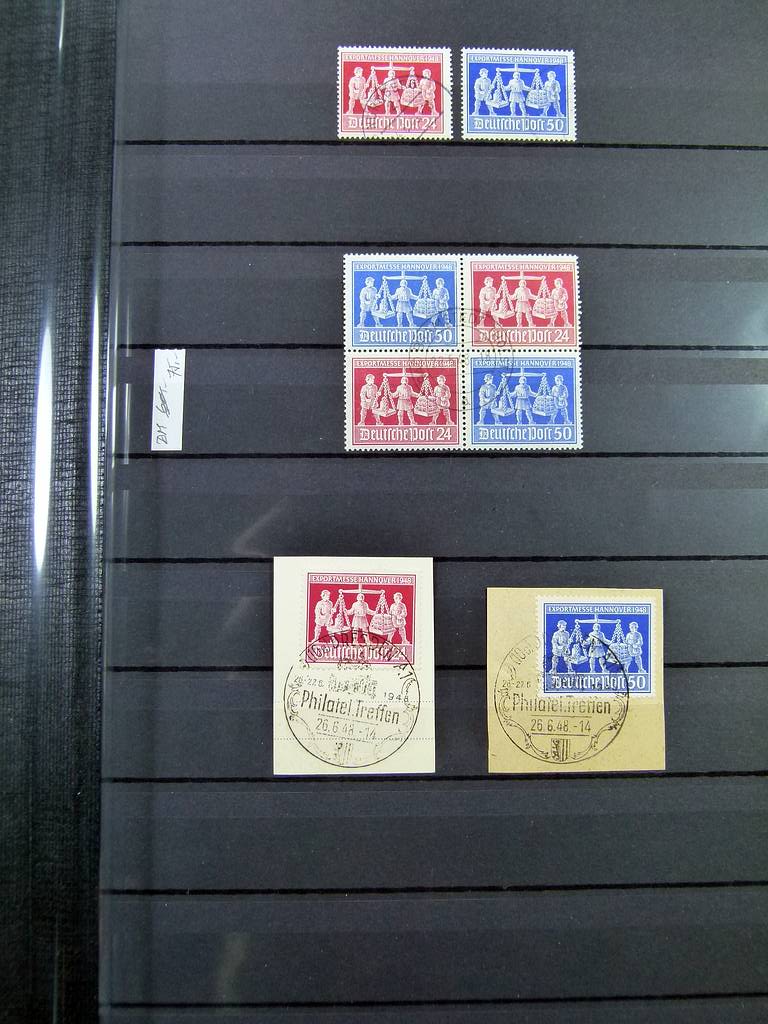 EXPORTMESSE HANNOVER 1948
Deutsche Post 24
EXPORTMESSE HANNOVER 1948
Deutsche Post 50
EXPORTMESSE HANNOVER 1948
Deutsche Post 50
EXPORTMESSE HANNOVER 1948
Deutsche Post 24
EXPORTMESSE HANNOVER 1948
Deutsche Post 24
EXPORTMESSE HANNOVER 1948
Deutsche Post 50
DM
EXPORTMESSE HANNOVER 1948
Deutsche Post 24
1948
Philatel. Treffen
26.6.48.-14
EXPORTMESSE HANNOVER 1948
Deutsche Post 50
Philatel. Treffen
26.6.48.-14